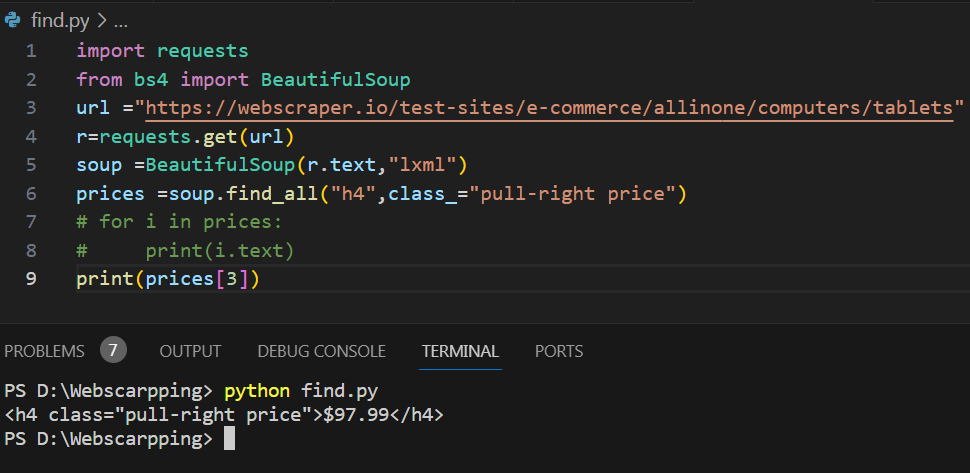 find.py > ...
1 import requests
2 from bs4 import BeautifulSoup
3 url ="https://webscraper.io/test-sites/e-commerce/allinone/computers/tablets"
4 r=requests.get(url)
5 soup =BeautifulSoup(r.text,"lxml")
6 prices =soup.find_all("h4",class_="pull-right price")
7 # for i in prices:
8 #     print(i.text)
9 print(prices[3])
PROBLEMS 7 OUTPUT DEBUG CONSOLE TERMINAL PORTS
PS D:\Webscarpping> python find.py
<h4 class="pull-right price">$97.99</h4>
PS D:\Webscarpping>